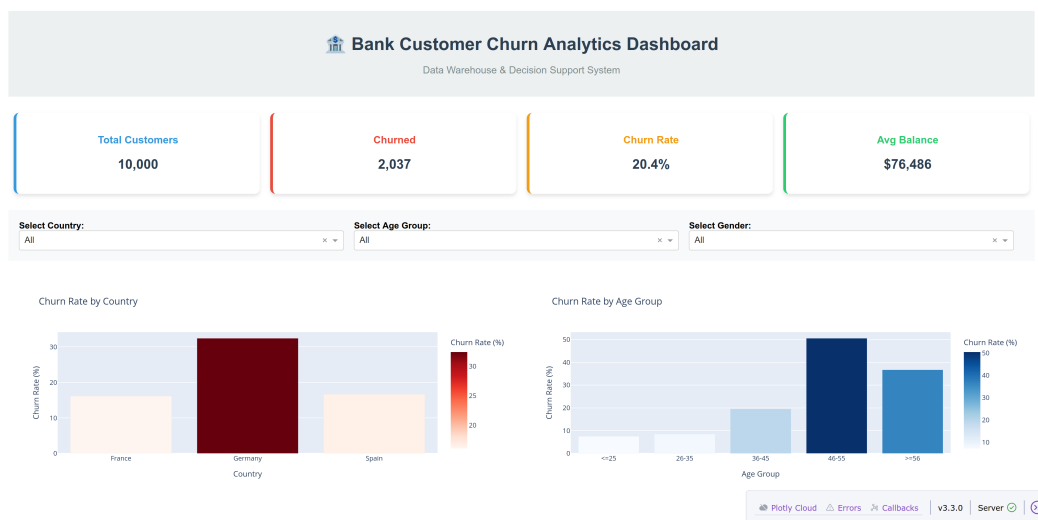 Bank Customer Churn Analytics Dashboard
Data Warehouse & Decision Support System
Total Customers
10,000
Churned
2,037
Churn Rate
20.4%
Avg Balance
$76,486
Select Country:
All
Select Age Group:
All
Select Gender:
All
Churn Rate by Country
Churn Rate (%)
30
20
10
0
France Germany Spain
Country
Churn Rate (%)
30
25
20
Churn Rate by Age Group
Churn Rate (%)
50
40
30
20
10
0
<=25 26-35 36-45 46-55 >=56
Age Group
Churn Rate (%)
50
40
30
20
10
Plotly Cloud Errors Callbacks v3.3.0 Server